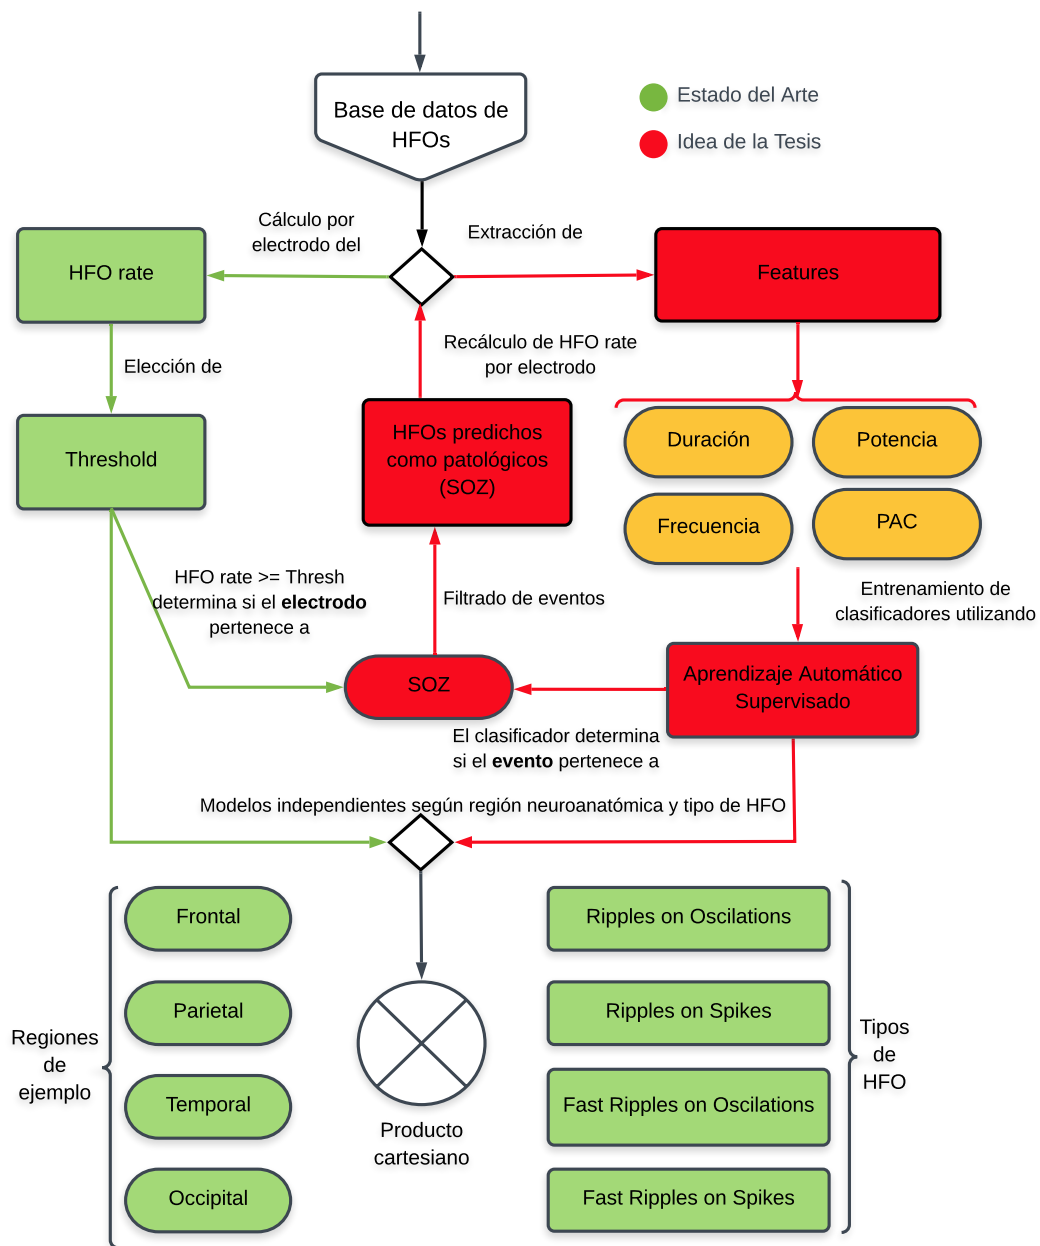 Base de datos de
HFOs
Estado del Arte
Idea de la Tesis
Cálculo por
electrodo del
Extracción de
HFO rate
Features
Elección de
Recálculo de HFO rate
por electrodo
Threshold
HFOs predichos
como patológicos
(SOZ)
Duración
Potencia
Frecuencia
PAC
HFO rate >= Thresh
determina si el electrodo
pertenece a
Filtrado de eventos
Entrenamiento de
clasificadores utilizando
SOZ
Aprendizaje Automático
Supervisado
El clasificador determina
si el evento pertenece a
Modelos independientes según región neuroanatómica y tipo de HFO
Regiones
de
ejemplo
Frontal
Parietal
Temporal
Occipital
Producto
cartesiano
Ripples on Oscilations
Ripples on Spikes
Fast Ripples on Oscilations
Fast Ripples on Spikes
Tipos
de
HFO